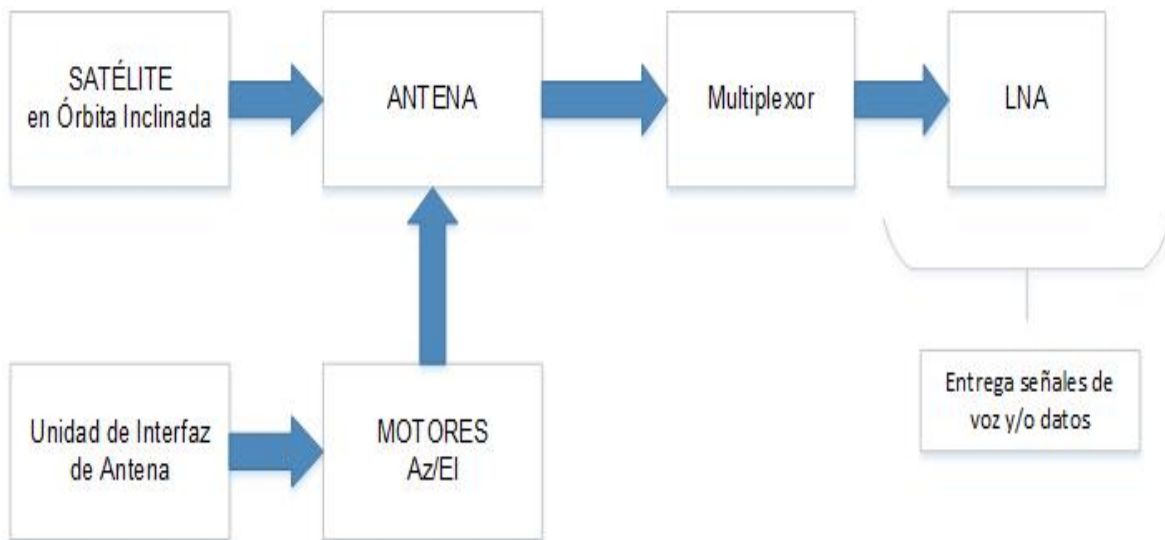 SATÉLITE
en Órbita Inclinada
ANTENA
Multiplexor
LNA
Unidad de Interfaz
de Antena
MOTORES
Az/El
Entrega señales de
voz y/o datos